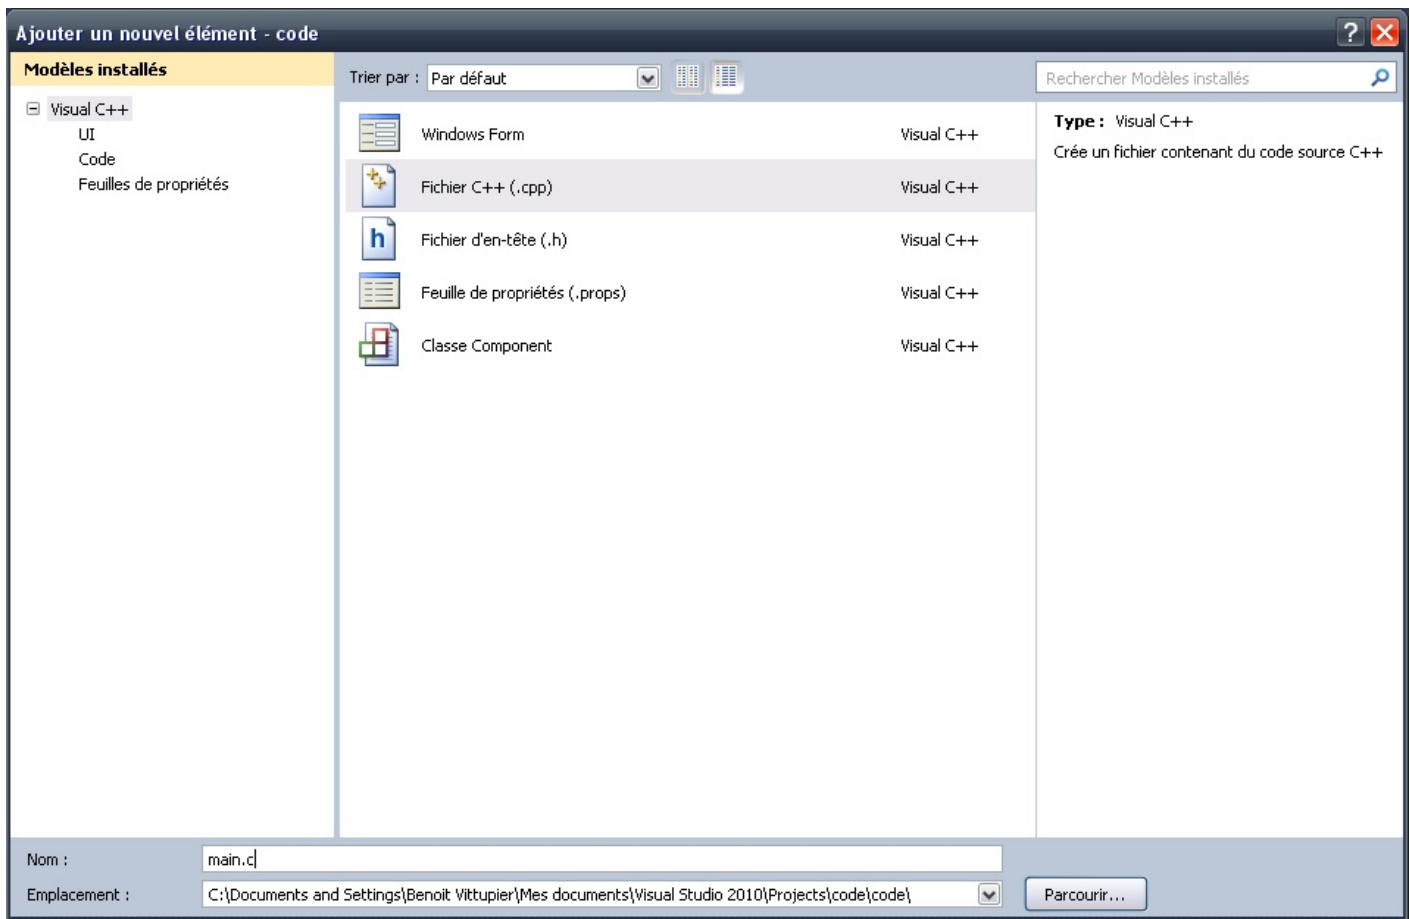 Ajouter un nouvel élément - code
Modèles installés
Visual C++
UI
Code
Feuilles de propriétés
Trier par : Par défaut
Rechercher Modèles installés
Windows Form Visual C++
Fichier C++ (.cpp) Visual C++
Fichier d'en-tête (.h) Visual C++
Feuille de propriétés (.props) Visual C++
Classe Component Visual C++
Type : Visual C++
Crée un fichier contenant du code source C++
Nom : main.c
Emplacement : C:\Documents and Settings\Benoit Vittupier\Mes documents\Visual Studio 2010\Projects\code\code\
Parcourir...